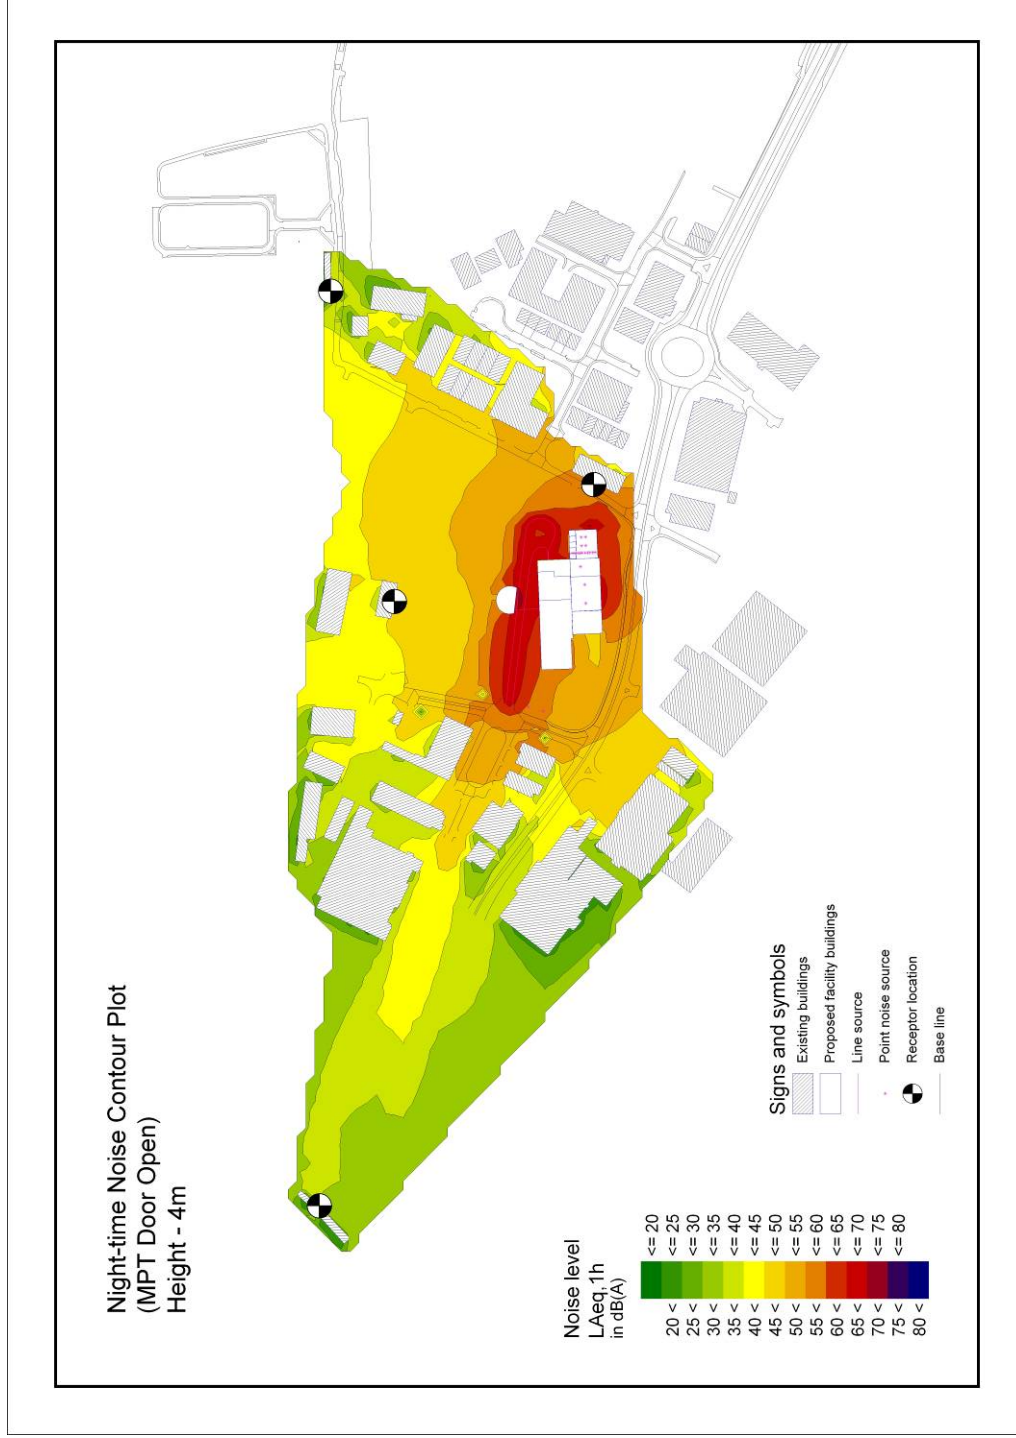 Night-time Noise Contour Plot
(MPT Door Open)
Height - 4m
Noise level
LAeq,1h
in dB(A)
<= 20
20 < <= 25
25 < <= 30
30 < <= 35
35 < <= 40
40 < <= 45
45 < <= 50
50 < <= 55
55 < <= 60
60 < <= 65
65 < <= 70
70 < <= 75
75 < <= 80
80 <
Signs and symbols
Existing buildings
Proposed facility buildings
Line source
Point noise source
Receptor location
Base line